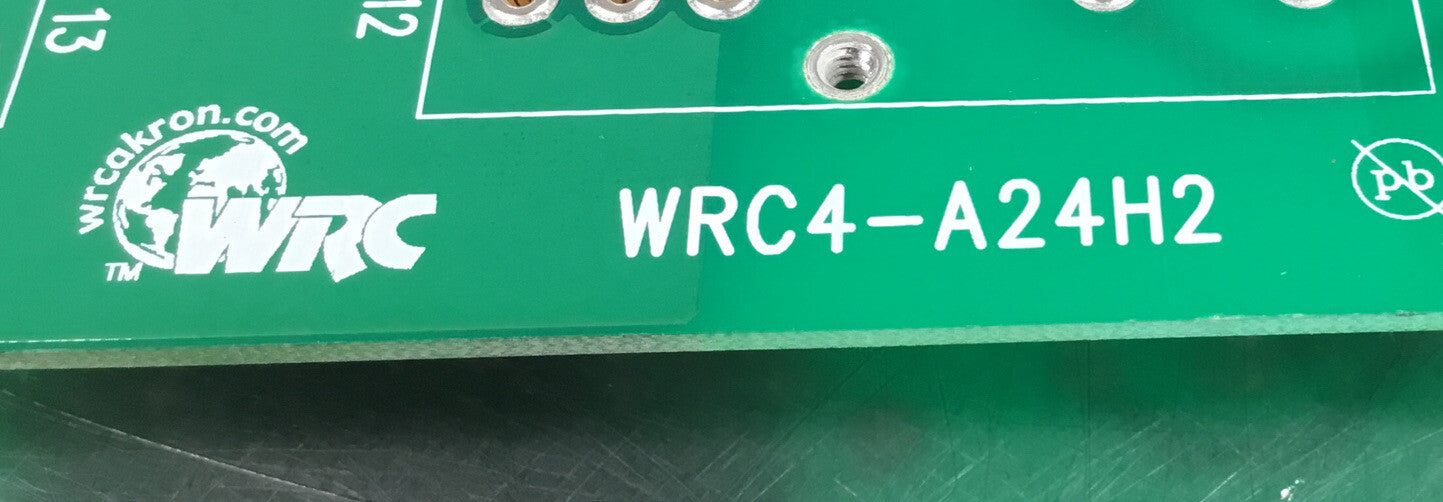 13
12
wrcakron.com
WRC
TM
WRC4-A24H2
pb